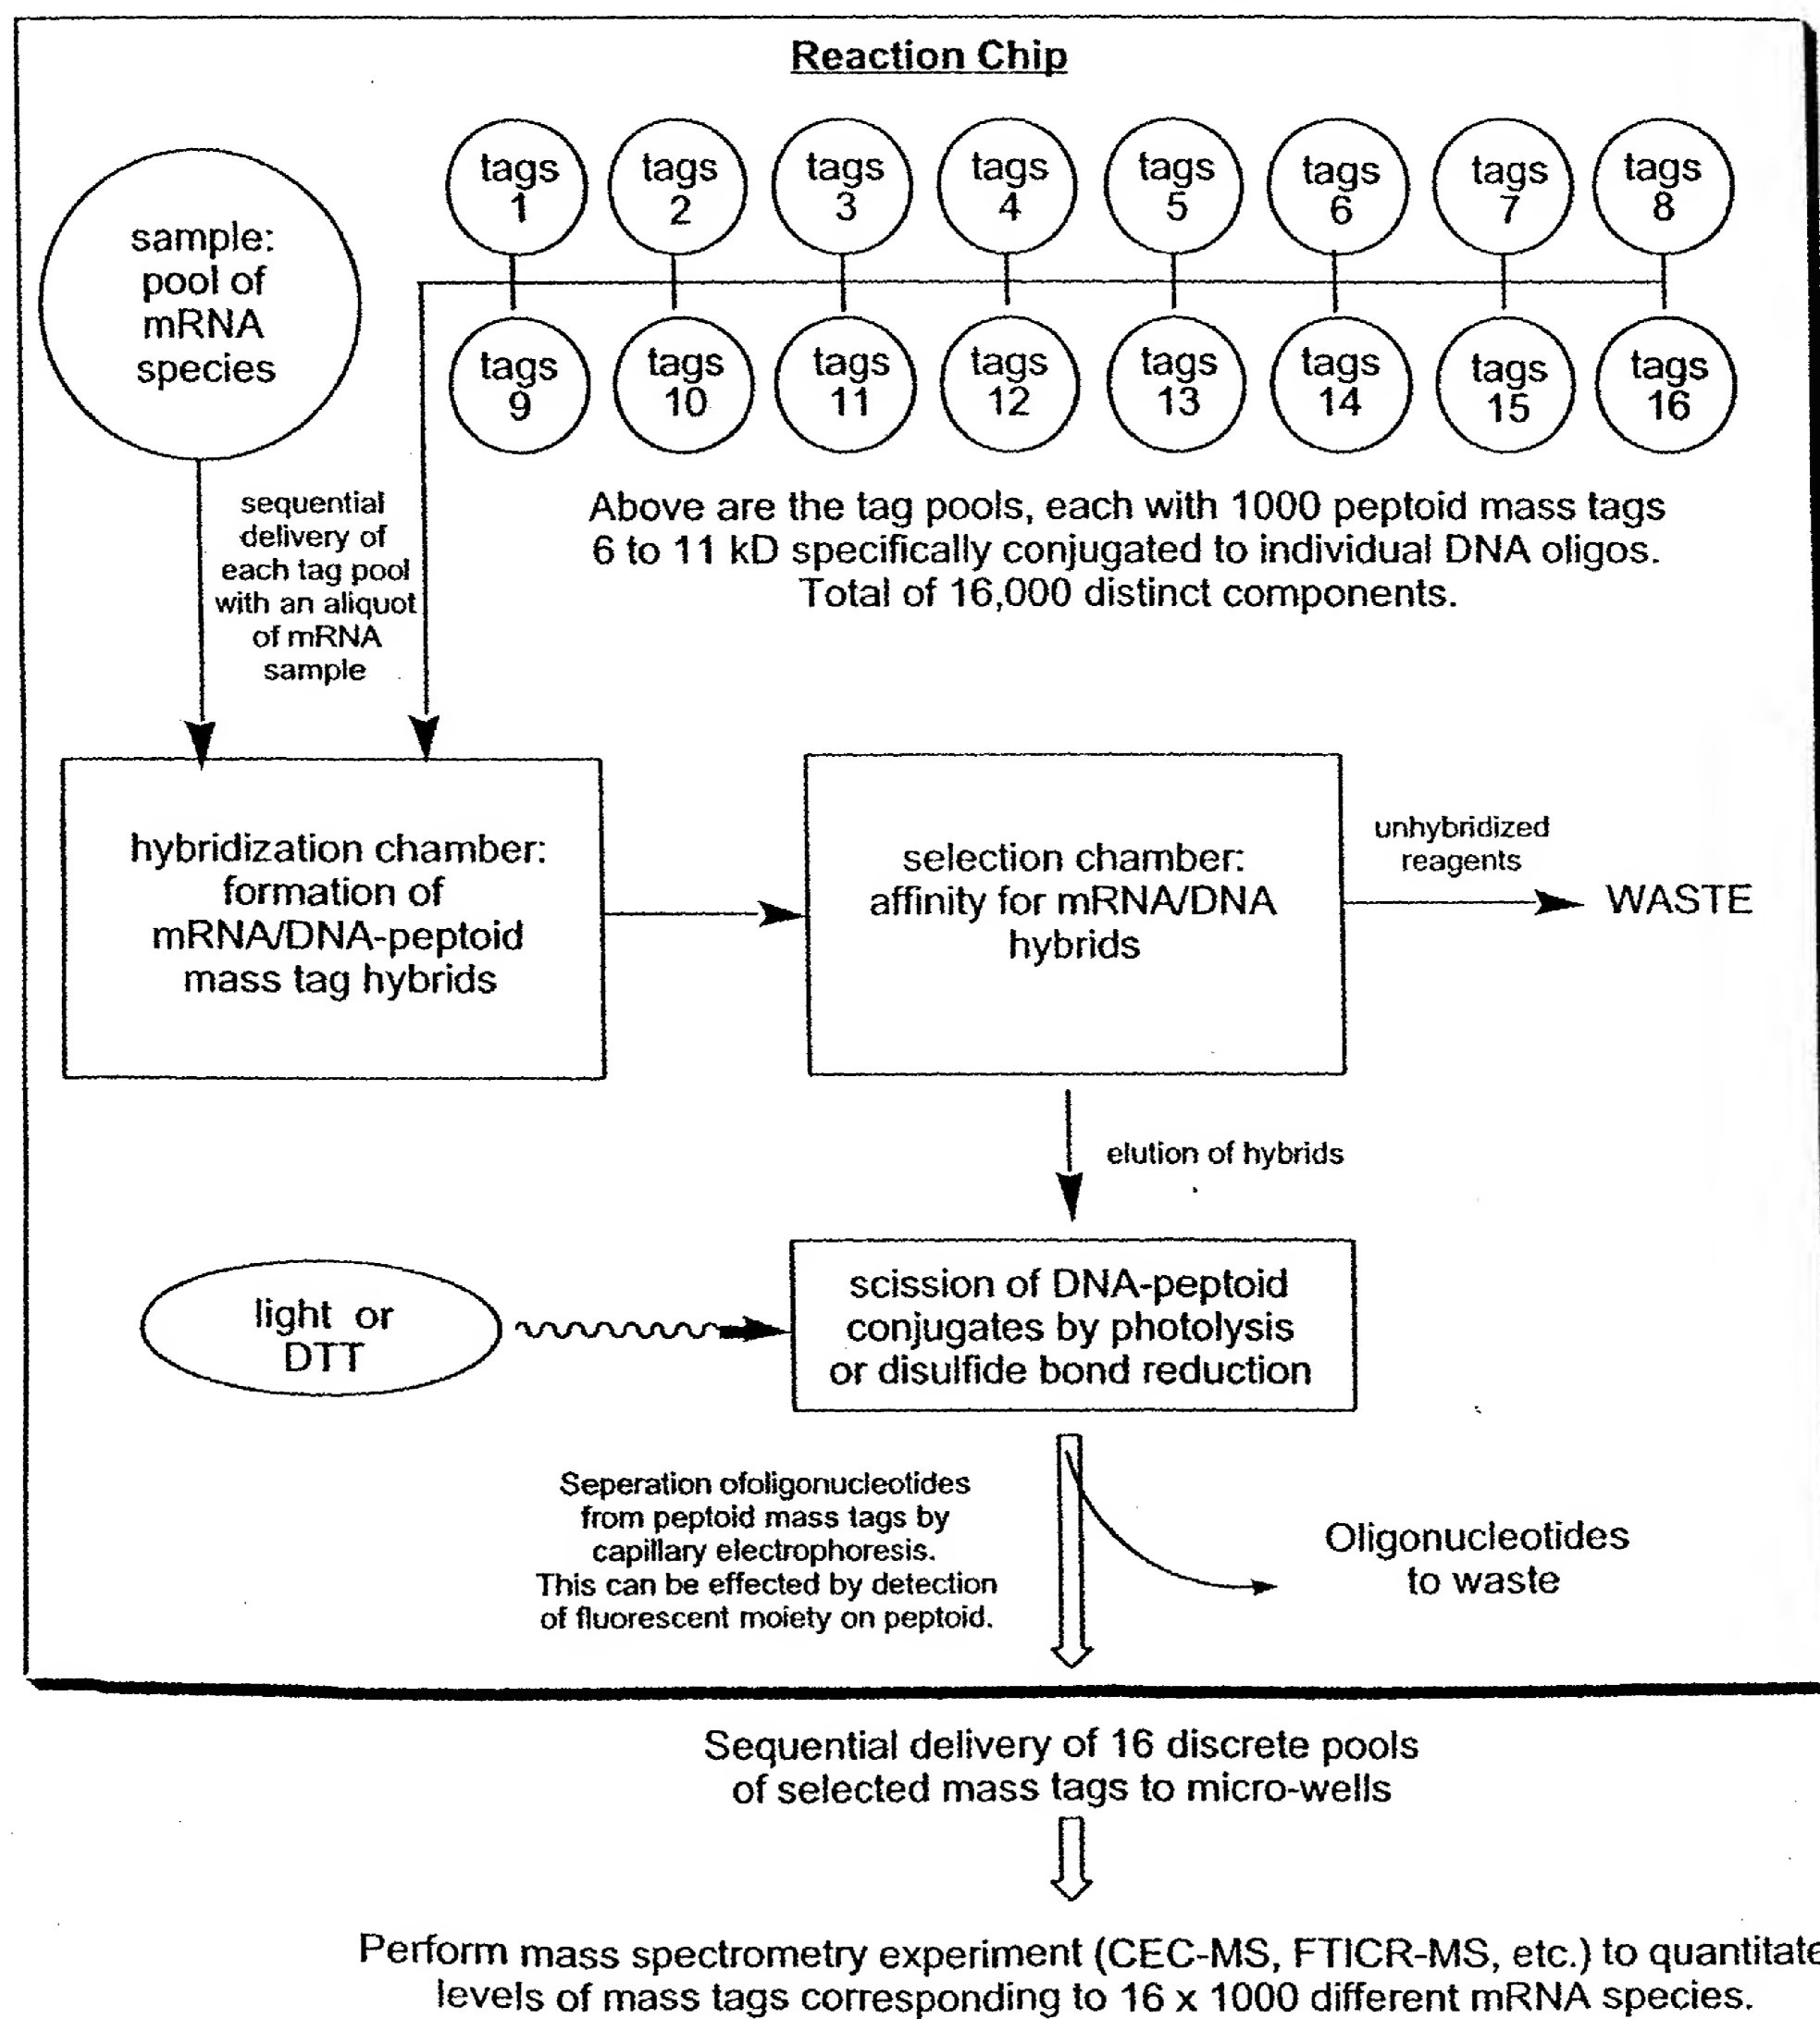 Reaction Chip
sample:
pool of
mRNA
species
tags
1
tags
2
tags
3
tags
4
tags
5
tags
6
tags
7
tags
8
tags
9
tags
10
tags
11
tags
12
tags
13
tags
14
tags
15
tags
16
Above are the tag pools, each with 1000 peptoid mass tags
6 to 11 kD specifically conjugated to individual DNA oligos.
Total of 16,000 distinct components.
sequential
delivery of
each tag pool
with an aliquot
of mRNA
sample
hybridization chamber:
formation of
mRNA/DNA-peptoid
mass tag hybrids
selection chamber:
affinity for mRNA/DNA
hybrids
unhybridized
reagents
WASTE
elution of hybrids
light or
DTT
scission of DNA-peptoid
conjugates by photolysis
or disulfide bond reduction
Seperation ofoligonucleotides
from peptoid mass tags by
capillary electrophoresis.
This can be effected by detection
of fluorescent moiety on peptoid.
Oligonucleotides
to waste
Sequential delivery of 16 discrete pools
of selected mass tags to micro-wells
Perform mass spectrometry experiment (CEC-MS, FTICR-MS, etc.) to quantitate
levels of mass tags corresponding to 16 x 1000 different mRNA species.